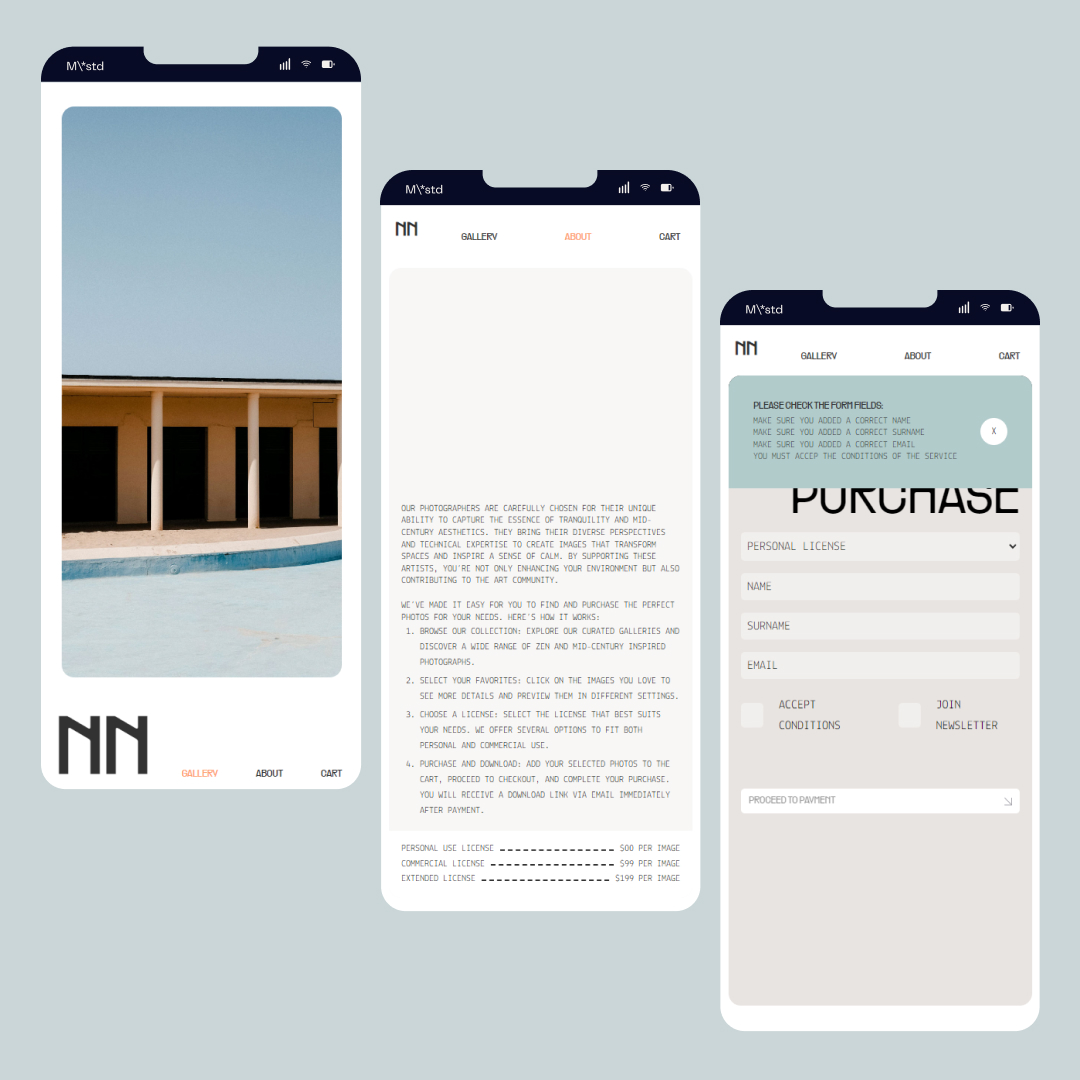 M\*std
NN
GALLERY ABOUT CART
M\*std
NN GALLERY ABOUT CART
OUR PHOTOGRAPHERS ARE CAREFULLY CHOSEN FOR THEIR UNIQUE
ABILITY TO CAPTURE THE ESSENCE OF TRANQUILITY AND MID-
CENTURY AESTHETICS. THEY BRING THEIR DIVERSE PERSPECTIVES
AND TECHNICAL EXPERTISE TO CREATE IMAGES THAT TRANSFORM
SPACES AND INSPIRE A SENSE OF CALM. BY SUPPORTING THESE
ARTISTS, YOU'RE NOT ONLY ENHANCING YOUR ENVIRONMENT BUT ALSO
CONTRIBUTING TO THE ART COMMUNITY.
WE'VE MADE IT EASY FOR YOU TO FIND AND PURCHASE THE PERFECT
PHOTOS FOR YOUR NEEDS. HERE'S HOW IT WORKS:
1. BROWSE OUR COLLECTION: EXPLORE OUR CURATED GALLERIES AND
DISCOVER A WIDE RANGE OF ZEN AND MID-CENTURY INSPIRED
PHOTOGRAPHS.
2. SELECT YOUR FAVORITES: CLICK ON THE IMAGES YOU LOVE TO
SEE MORE DETAILS AND PREVIEW THEM IN DIFFERENT SETTINGS.
3. CHOOSE A LICENSE: SELECT THE LICENSE THAT BEST SUITS
YOUR NEEDS. WE OFFER SEVERAL OPTIONS TO FIT BOTH
PERSONAL AND COMMERCIAL USE.
4. PURCHASE AND DOWNLOAD: ADD YOUR SELECTED PHOTOS TO THE
CART, PROCEED TO CHECKOUT, AND COMPLETE YOUR PURCHASE.
YOU WILL RECEIVE A DOWNLOAD LINK VIA EMAIL IMMEDIATELY
AFTER PAYMENT.
PERSONAL USE LICENSE $00 PER IMAGE
COMMERCIAL LICENSE $99 PER IMAGE
EXTENDED LICENSE $199 PER IMAGE
M\*std
NN GALLERY ABOUT CART
PLEASE CHECK THE FORM FIELDS:
MAKE SURE YOU ADDED A CORRECT NAME
MAKE SURE YOU ADDED A CORRECT SURNAME
MAKE SURE YOU ADDED A CORRECT EMAIL
YOU MUST ACCEP THE CONDITIONS OF THE SERVICE
X
PURCHASE
PERSONAL LICENSE
NAME
SURNAME
EMAIL
ACCEPT
CONDITIONS
JOIN
NEWSLETTER
PROCEED TO PAYMENT